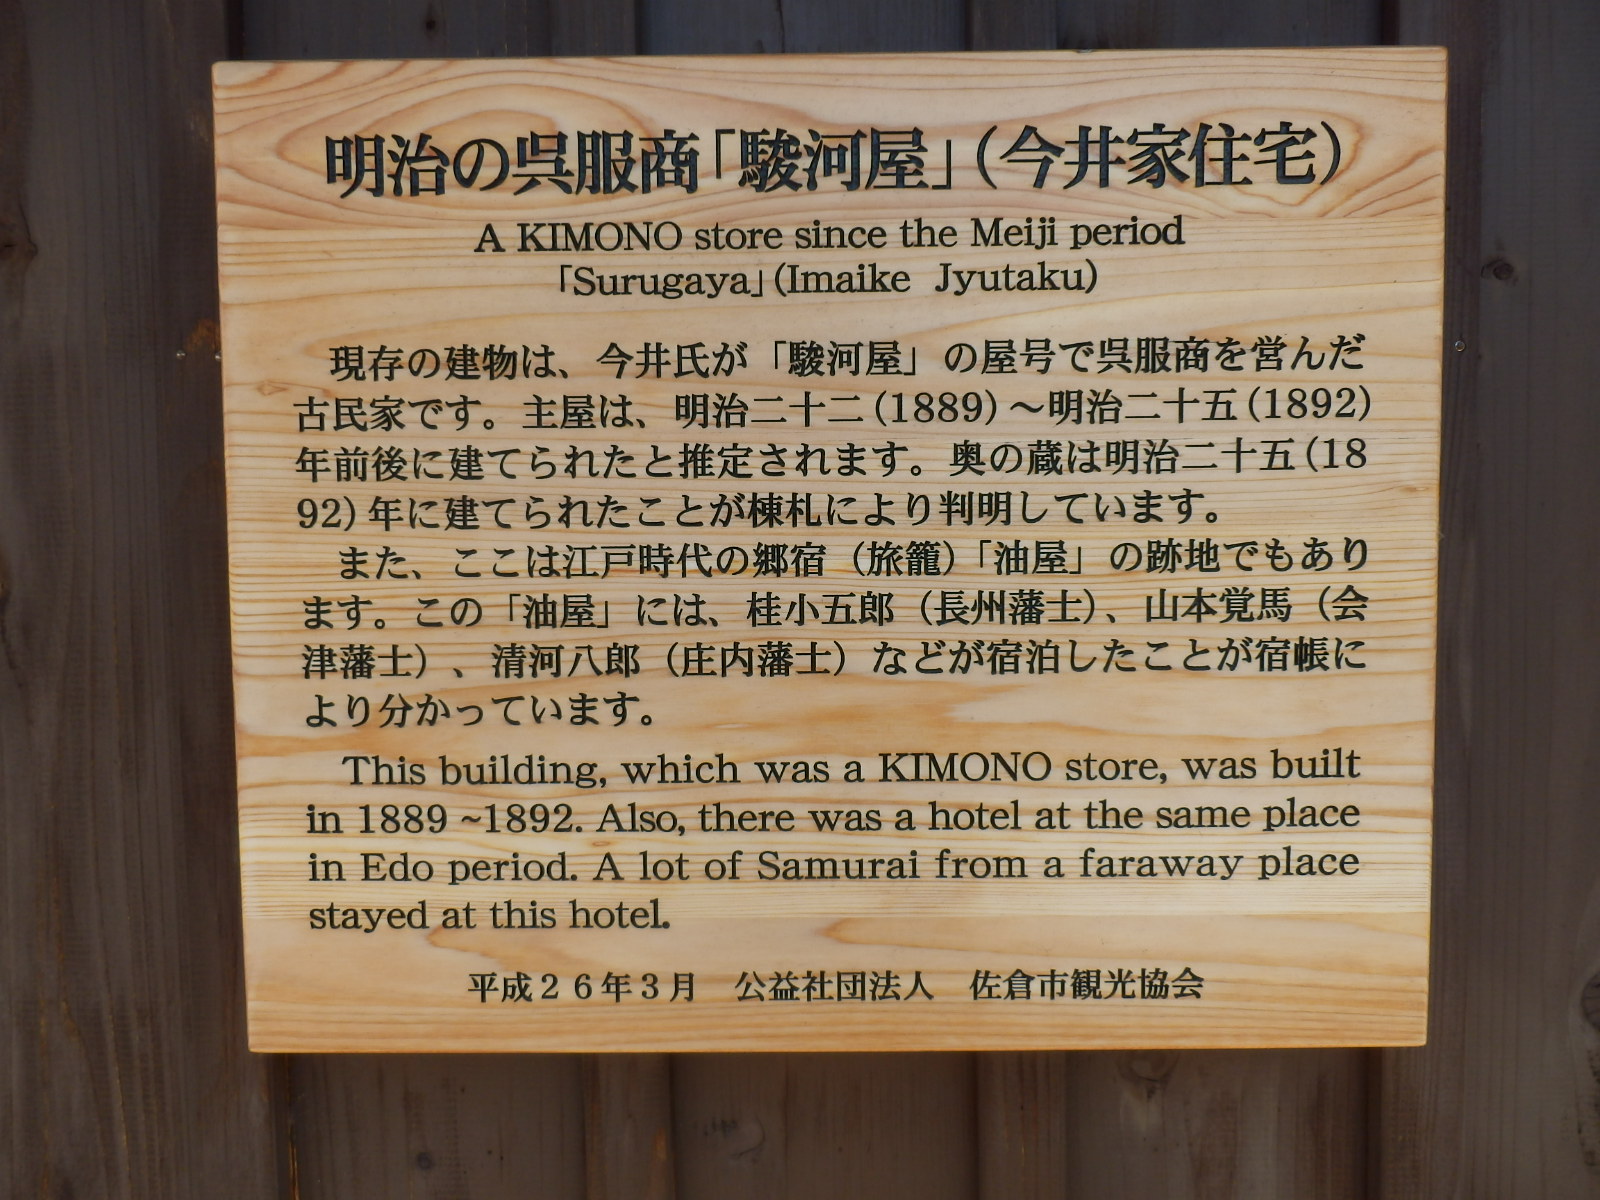 明治の呉服商「駿河屋」(今井家住宅)
A KIMONO store since the Meiji period
「Surugaya」(Imaike Jyutaku)
現存の建物は、今井氏が「駿河屋」の屋号で呉服商を営んだ
古民家です。主屋は、明治二十二(1889)～明治二十五(1892)
年前後に建てられたと推定されます。奥の蔵は明治二十五(18
92)年に建てられたことが棟札により判明しています。
また、ここは江戸時代の郷宿（旅籠）「油屋」の跡地でもあり
ます。この「油屋」には、桂小五郎（長州藩士）、山本覚馬（会
津藩士）、清河八郎（庄内藩士）などが宿泊したことが宿帳に
より分かっています。
This building, which was a KIMONO store, was built
in 1889 ~1892. Also, there was a hotel at the same place
in Edo period. A lot of Samurai from a faraway place
stayed at this hotel.
平成２６年３月　公益社団法人　佐倉市観光協会